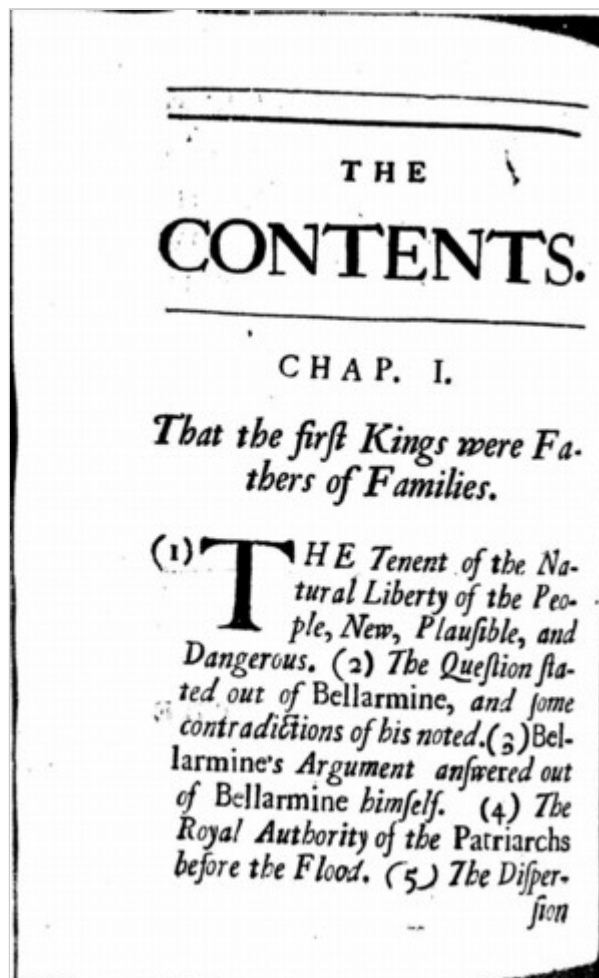 THE
CONTENTS.
CHAP. I.
That the firſt Kings were Fa-
thers of Families.
(1) THE Tenent of the Na-
tural Liberty of the Peo-
ple, New, Plauſible, and
Dangerous. (2) The Queſtion ſta-
ted out of Bellarmine, and ſome
contradictions of his noted.(3)Bel-
larmine's Argument anſwered out
of Bellarmine himſelf. (4) The
Royal Authority of the Patriarchs
before the Flood. (5) The Diſper-
ſion